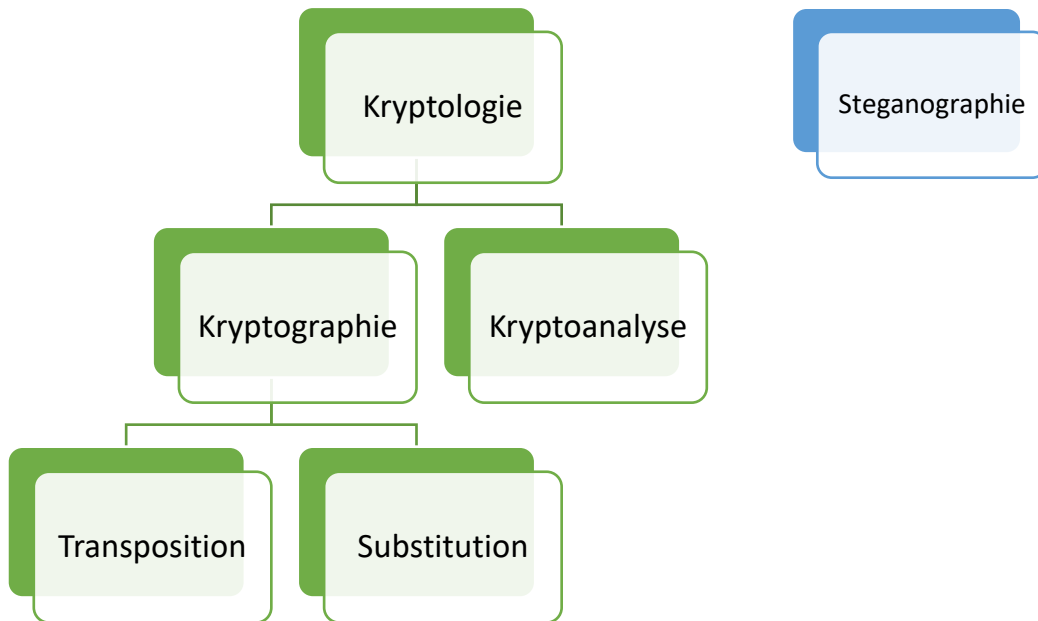 Kryptologie
Steganographie
Kryptographie
Kryptoanalyse
Transposition
Substitution